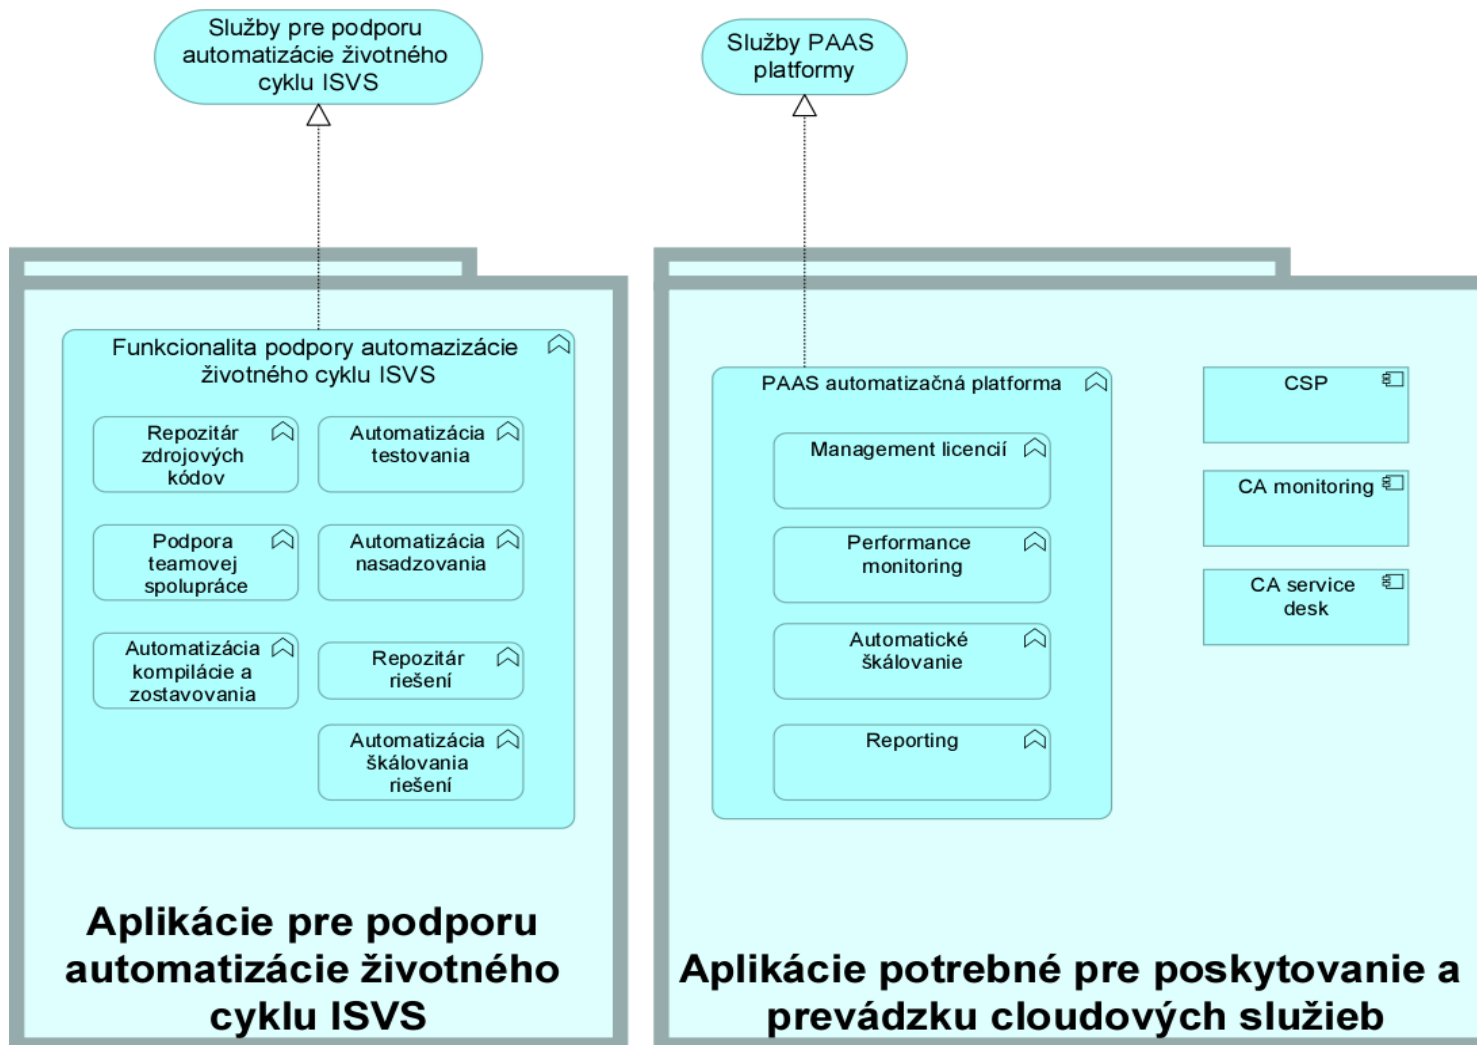 Služby pre podporu
automatizácie životného
cyklu ISVS
Služby PAAS
platformy
Funkcionalita podpory automazizácie
životného cyklu ISVS
Repozitár
zdrojových
kódov
Automatizácia
testovania
Podpora
teamovej
spolupráce
Automatizácia
nasadzovania
Automatizácia
kompilácie a
zostavovania
Repozitár
riešení
Automatizácia
škálovania
riešení
Aplikácie pre podporu
automatizácie životného
cyklu ISVS
PAAS automatizačná platforma
Management licencií
Performance
monitoring
Automatické
škálovanie
Reporting
CSP
CA monitoring
CA service
desk
Aplikácie potrebné pre poskytovanie a
prevádzku cloudových služieb